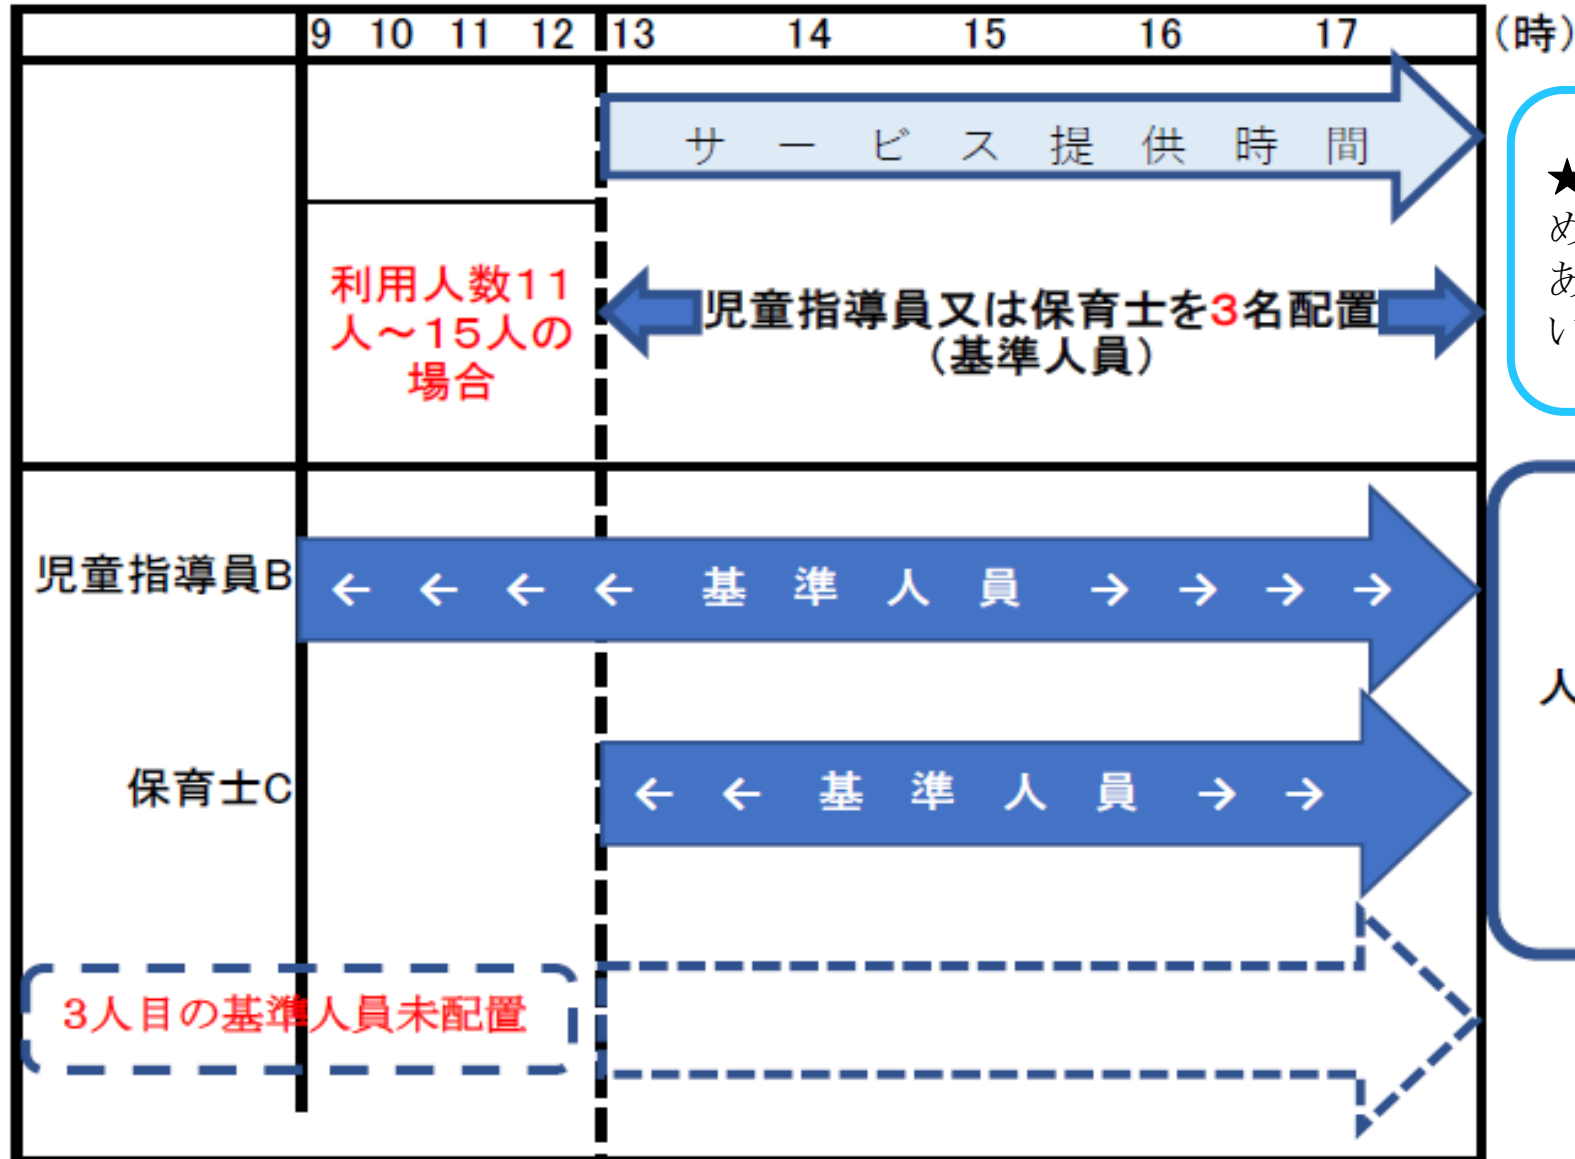 9 10 11 12 13 14 15 16 17 (時)
サービス提供時間
★
め
あ
い
利用人数11
人～15人の
場合
児童指導員又は保育士を3名配置
(基準人員)
児童指導員B
← ← ← ← 基準人員 → → → →
人
保育士C
← ← 基準人員 → →
3人目の基準人員未配置